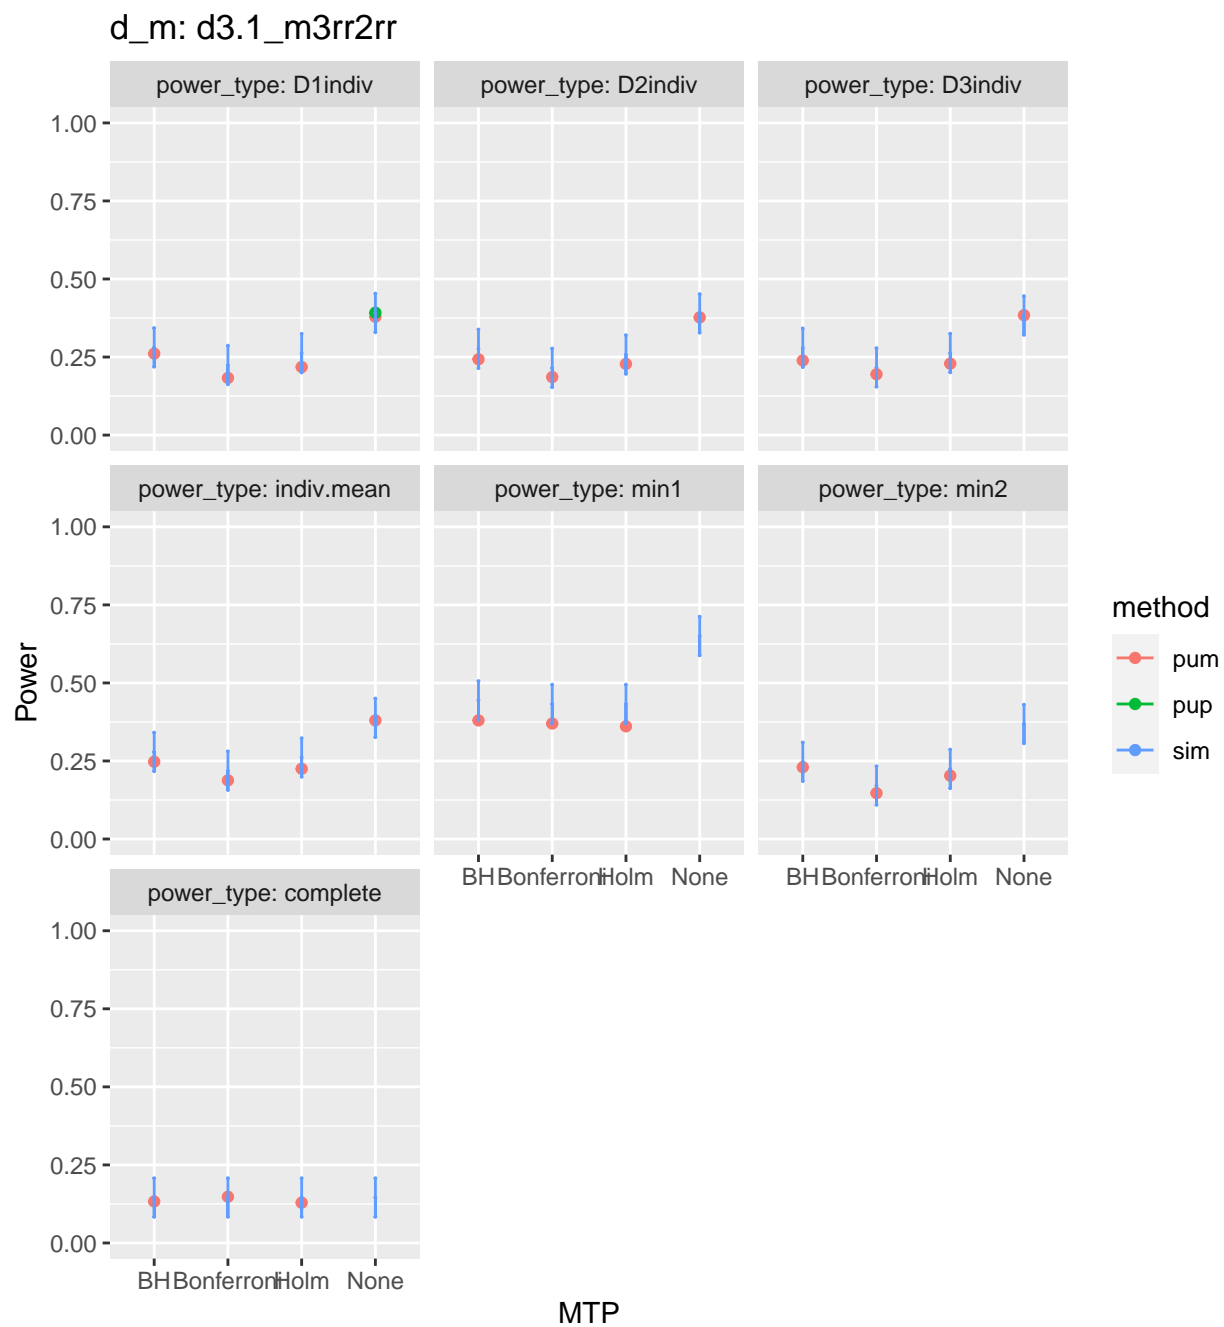 d_m: d3.1_m3rr2rr
power_type: D1indiv
power_type: D2indiv
power_type: D3indiv
1.00
0.75
0.50
0.25
0.00
power_type: indiv.mean
power_type: min1
power_type: min2
1.00
0.75
0.50
0.25
0.00
Power
method
pum
pup
sim
BH Bonferroni Holm None
BH Bonferroni Holm None
power_type: complete
1.00
0.75
0.50
0.25
0.00
BH Bonferroni Holm None
MTP